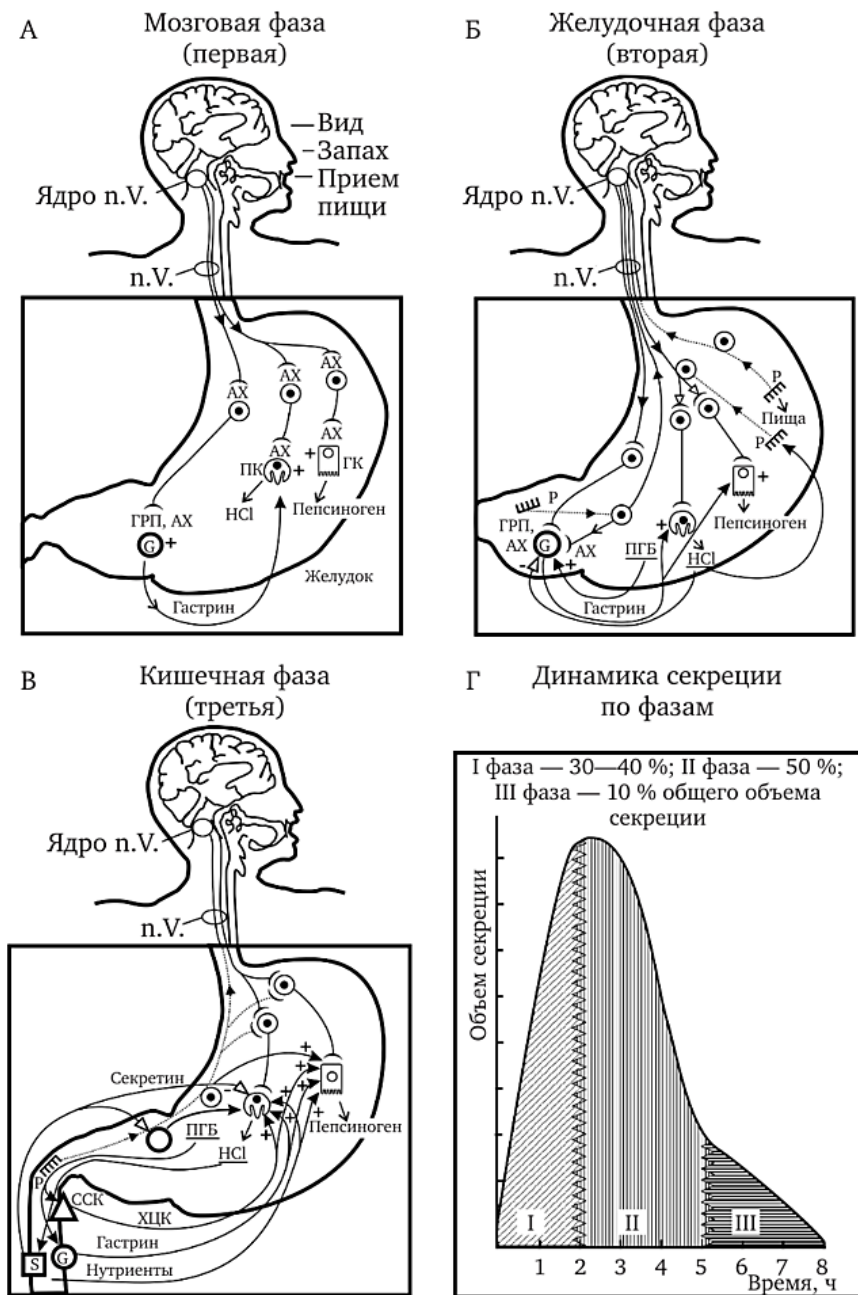 А
Мозговая фаза
(первая)
Вид
Запах
Прием
пищи
Ядро n.V.
n.V.
АХ
АХ
АХ
АХ
АХ
ПК
+
+
ГК
HCl
Пепсиноген
ГРП, АХ
G
+
Желудок
Гастрин
Б
Желудочная фаза
(вторая)
Ядро n.V.
n.V.
Р
Пища
Р
+
Пепсиноген
Р
ГРП,
АХ
G
АХ
+
-
+
ПГБ
HCl
Гастрин
В
Кишечная фаза
(третья)
Ядро n.V.
n.V.
Секретин
-
+
+
+
+
+
+
+
+
ПГБ
HCl
Пепсиноген
Р
ССК
ХЦК
Гастрин
S
G
Нутриенты
Г
Динамика секреции
по фазам
I фаза — 30—40 %; II фаза — 50 %;
III фаза — 10 % общего объема
секреции
Объем секреции
I
II
III
1 2 3 4 5 6 7 8
Время, ч